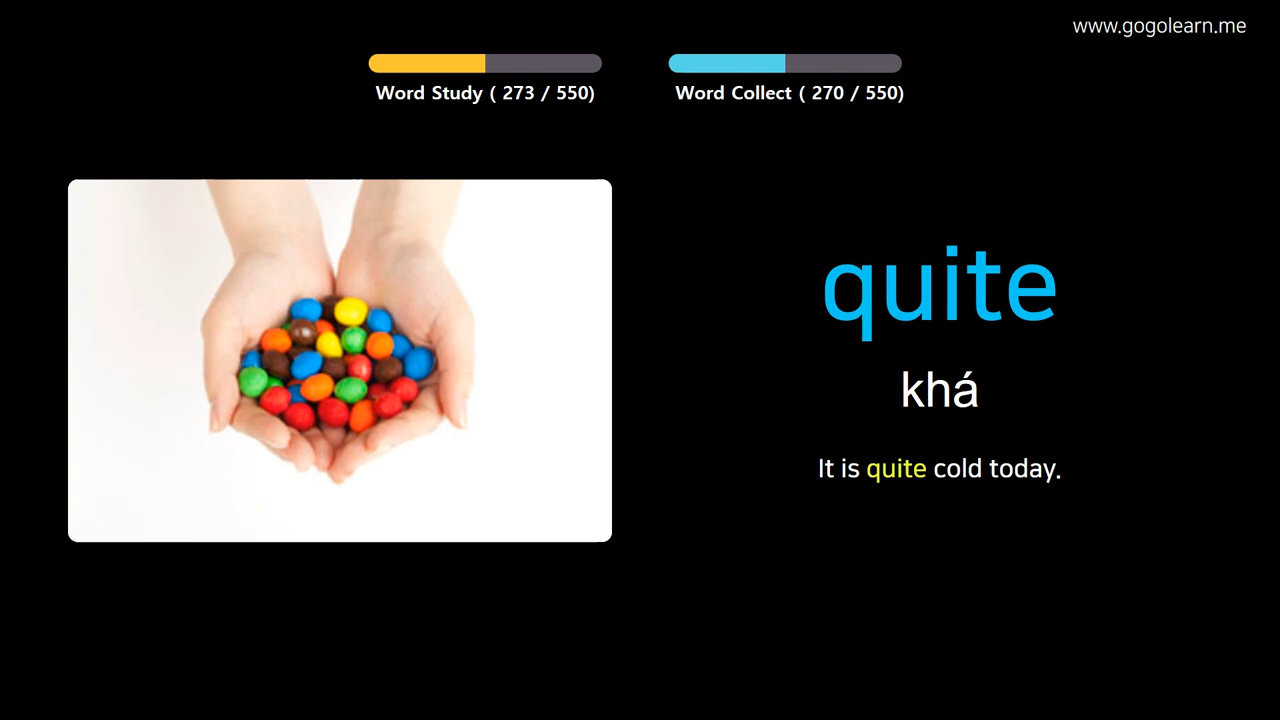 www.gogolearn.me
Word Study ( 273 / 550)
Word Collect ( 270 / 550)
quite
khá
It is quite cold today.